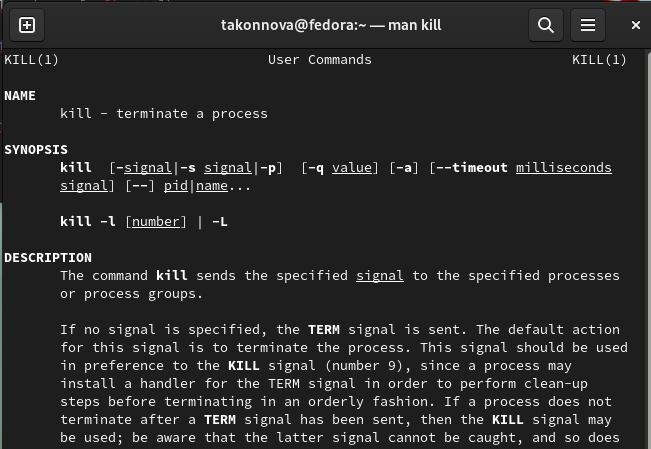 takonnova@fedora:~ — man kill
KILL(1) User Commands KILL(1)
NAME
kill - terminate a process
SYNOPSIS
kill [-signal|-s signal|-p] [-q value] [-a] [--timeout milliseconds
signal] [--] pid|name...
kill -l [number] | -L
DESCRIPTION
The command kill sends the specified signal to the specified processes
or process groups.
If no signal is specified, the TERM signal is sent. The default action
for this signal is to terminate the process. This signal should be used
in preference to the KILL signal (number 9), since a process may
install a handler for the TERM signal in order to perform clean-up
steps before terminating in an orderly fashion. If a process does not
terminate after a TERM signal has been sent, then the KILL signal may
be used; be aware that the latter signal cannot be caught, and so does